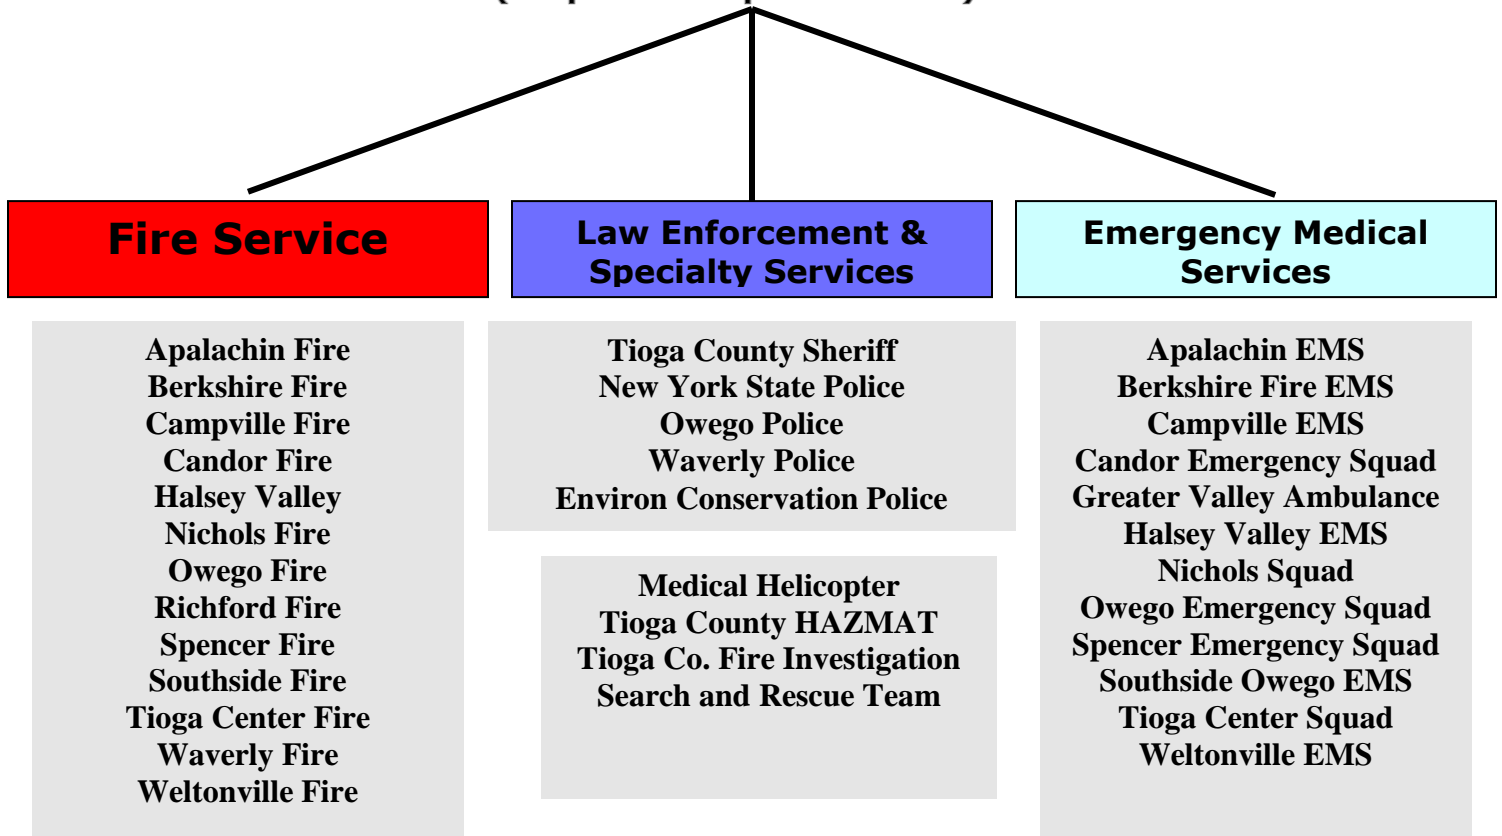 Fire Service
Apalachin Fire
Berkshire Fire
Campville Fire
Candor Fire
Halsey Valley
Nichols Fire
Owego Fire
Richford Fire
Spencer Fire
Southside Fire
Tioga Center Fire
Waverly Fire
Weltonville Fire
Law Enforcement &
Specialty Services
Tioga County Sheriff
New York State Police
Owego Police
Waverly Police
Environ Conservation Police
Medical Helicopter
Tioga County HAZMAT
Tioga Co. Fire Investigation
Search and Rescue Team
Emergency Medical
Services
Apalachin EMS
Berkshire Fire EMS
Campville EMS
Candor Emergency Squad
Greater Valley Ambulance
Halsey Valley EMS
Nichols Squad
Owego Emergency Squad
Spencer Emergency Squad
Southside Owego EMS
Tioga Center Squad
Weltonville EMS